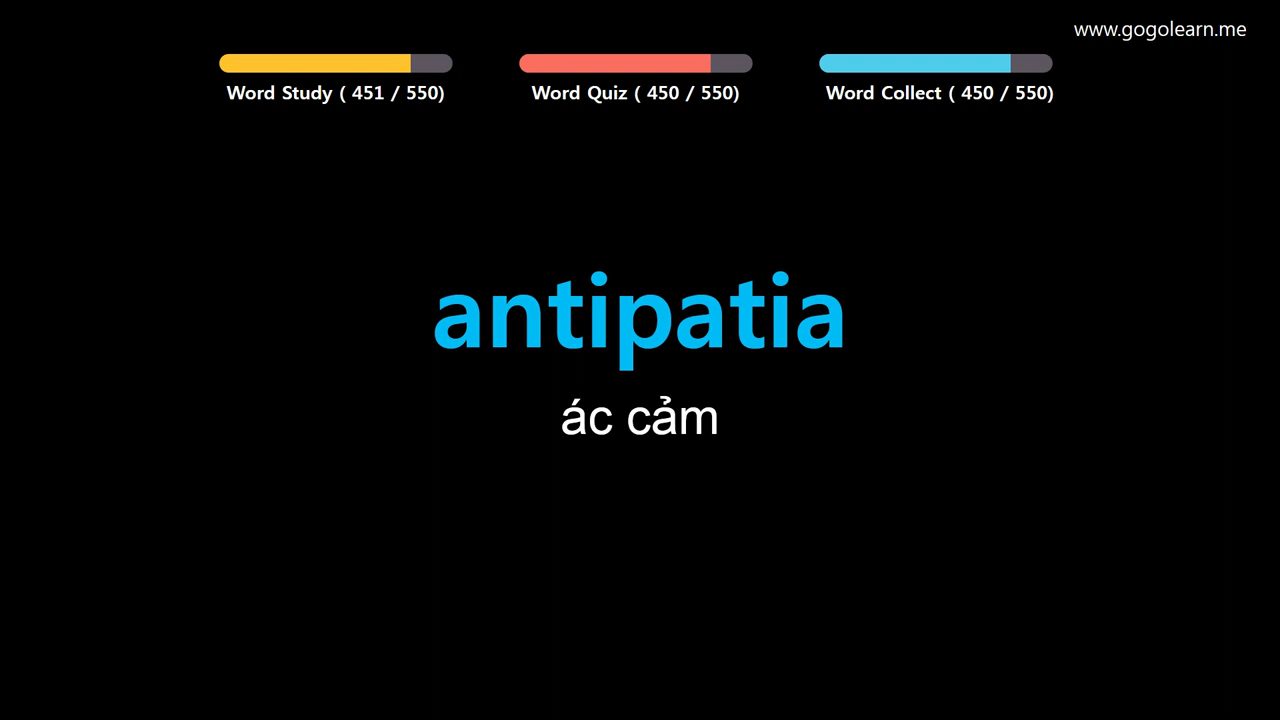 www.gogolearn.me
Word Study ( 451 / 550)
Word Quiz ( 450 / 550)
Word Collect ( 450 / 550)
antipatia
ác cảm